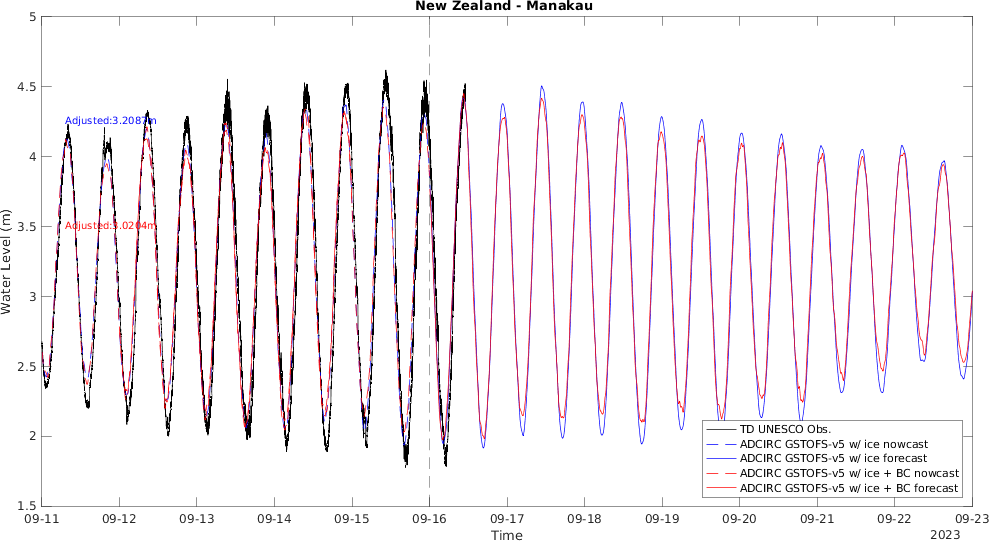 New Zealand - Manakau
Water Level (m)
5
4.5
4
3.5
3
2.5
2
1.5
Adjusted:3.2087m
Adjusted:3.0204m
TD UNESCO Obs.
ADCIRC GSTOFS-v5 w/ ice nowcast
ADCIRC GSTOFS-v5 w/ ice forecast
ADCIRC GSTOFS-v5 w/ ice + BC nowcast
ADCIRC GSTOFS-v5 w/ ice + BC forecast
09-11 09-12 09-13 09-14 09-15 09-16 09-17 09-18 09-19 09-20 09-21 09-22 09-23
Time
2023